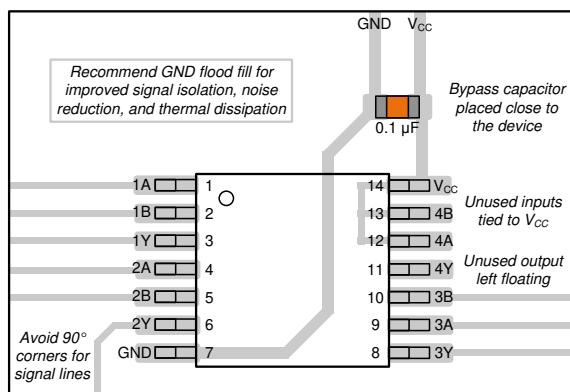 GND
V_CC
Recommend GND flood fill for
improved signal isolation, noise
reduction, and thermal dissipation
Bypass capacitor
placed close to
the device
0.1 µF
1A 1 14 V_CC
1B 2 13 4B
1Y 3 12 4A
2A 4 11 4Y
2B 5 10 3B
2Y 6 9 3A
GND 7 8 3Y
Unused inputs
tied to V_CC
Unused output
left floating
Avoid 90°
corners for
signal lines